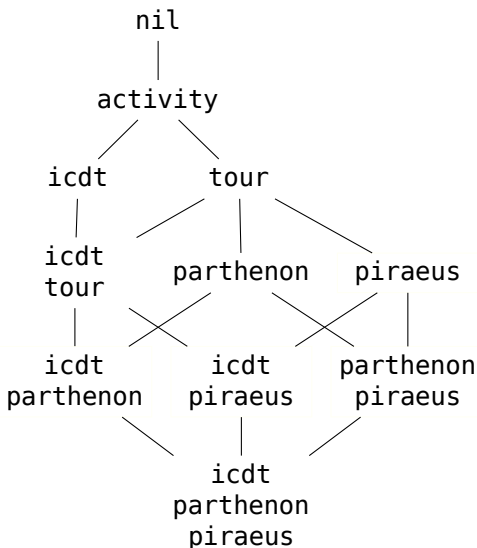 nil
activity
icdt
tour
icdt
tour
parthenon
piraeus
icdt
parthenon
icdt
piraeus
parthenon
piraeus
icdt
parthenon
piraeus